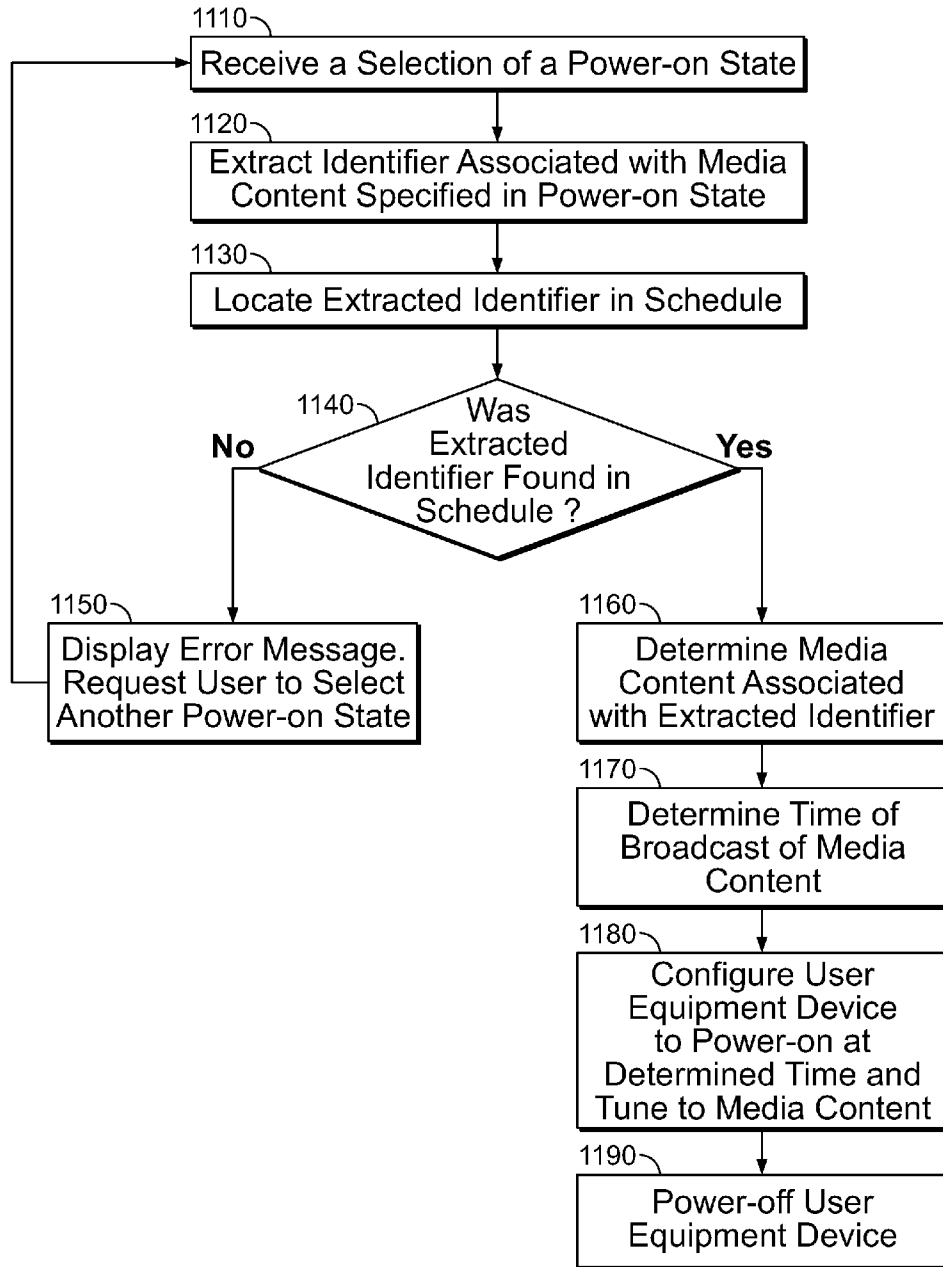 1110
Receive a Selection of a Power-on State
1120
Extract Identifier Associated with Media
Content Specified in Power-on State
1130
Locate Extracted Identifier in Schedule
1140
Was
Extracted
Identifier Found in
Schedule ?
No
Yes
1150
Display Error Message.
Request User to Select
Another Power-on State
1160
Determine Media
Content Associated
with Extracted Identifier
1170
Determine Time of
Broadcast of Media
Content
1180
Configure User
Equipment Device
to Power-on at
Determined Time and
Tune to Media Content
1190
Power-off User
Equipment Device